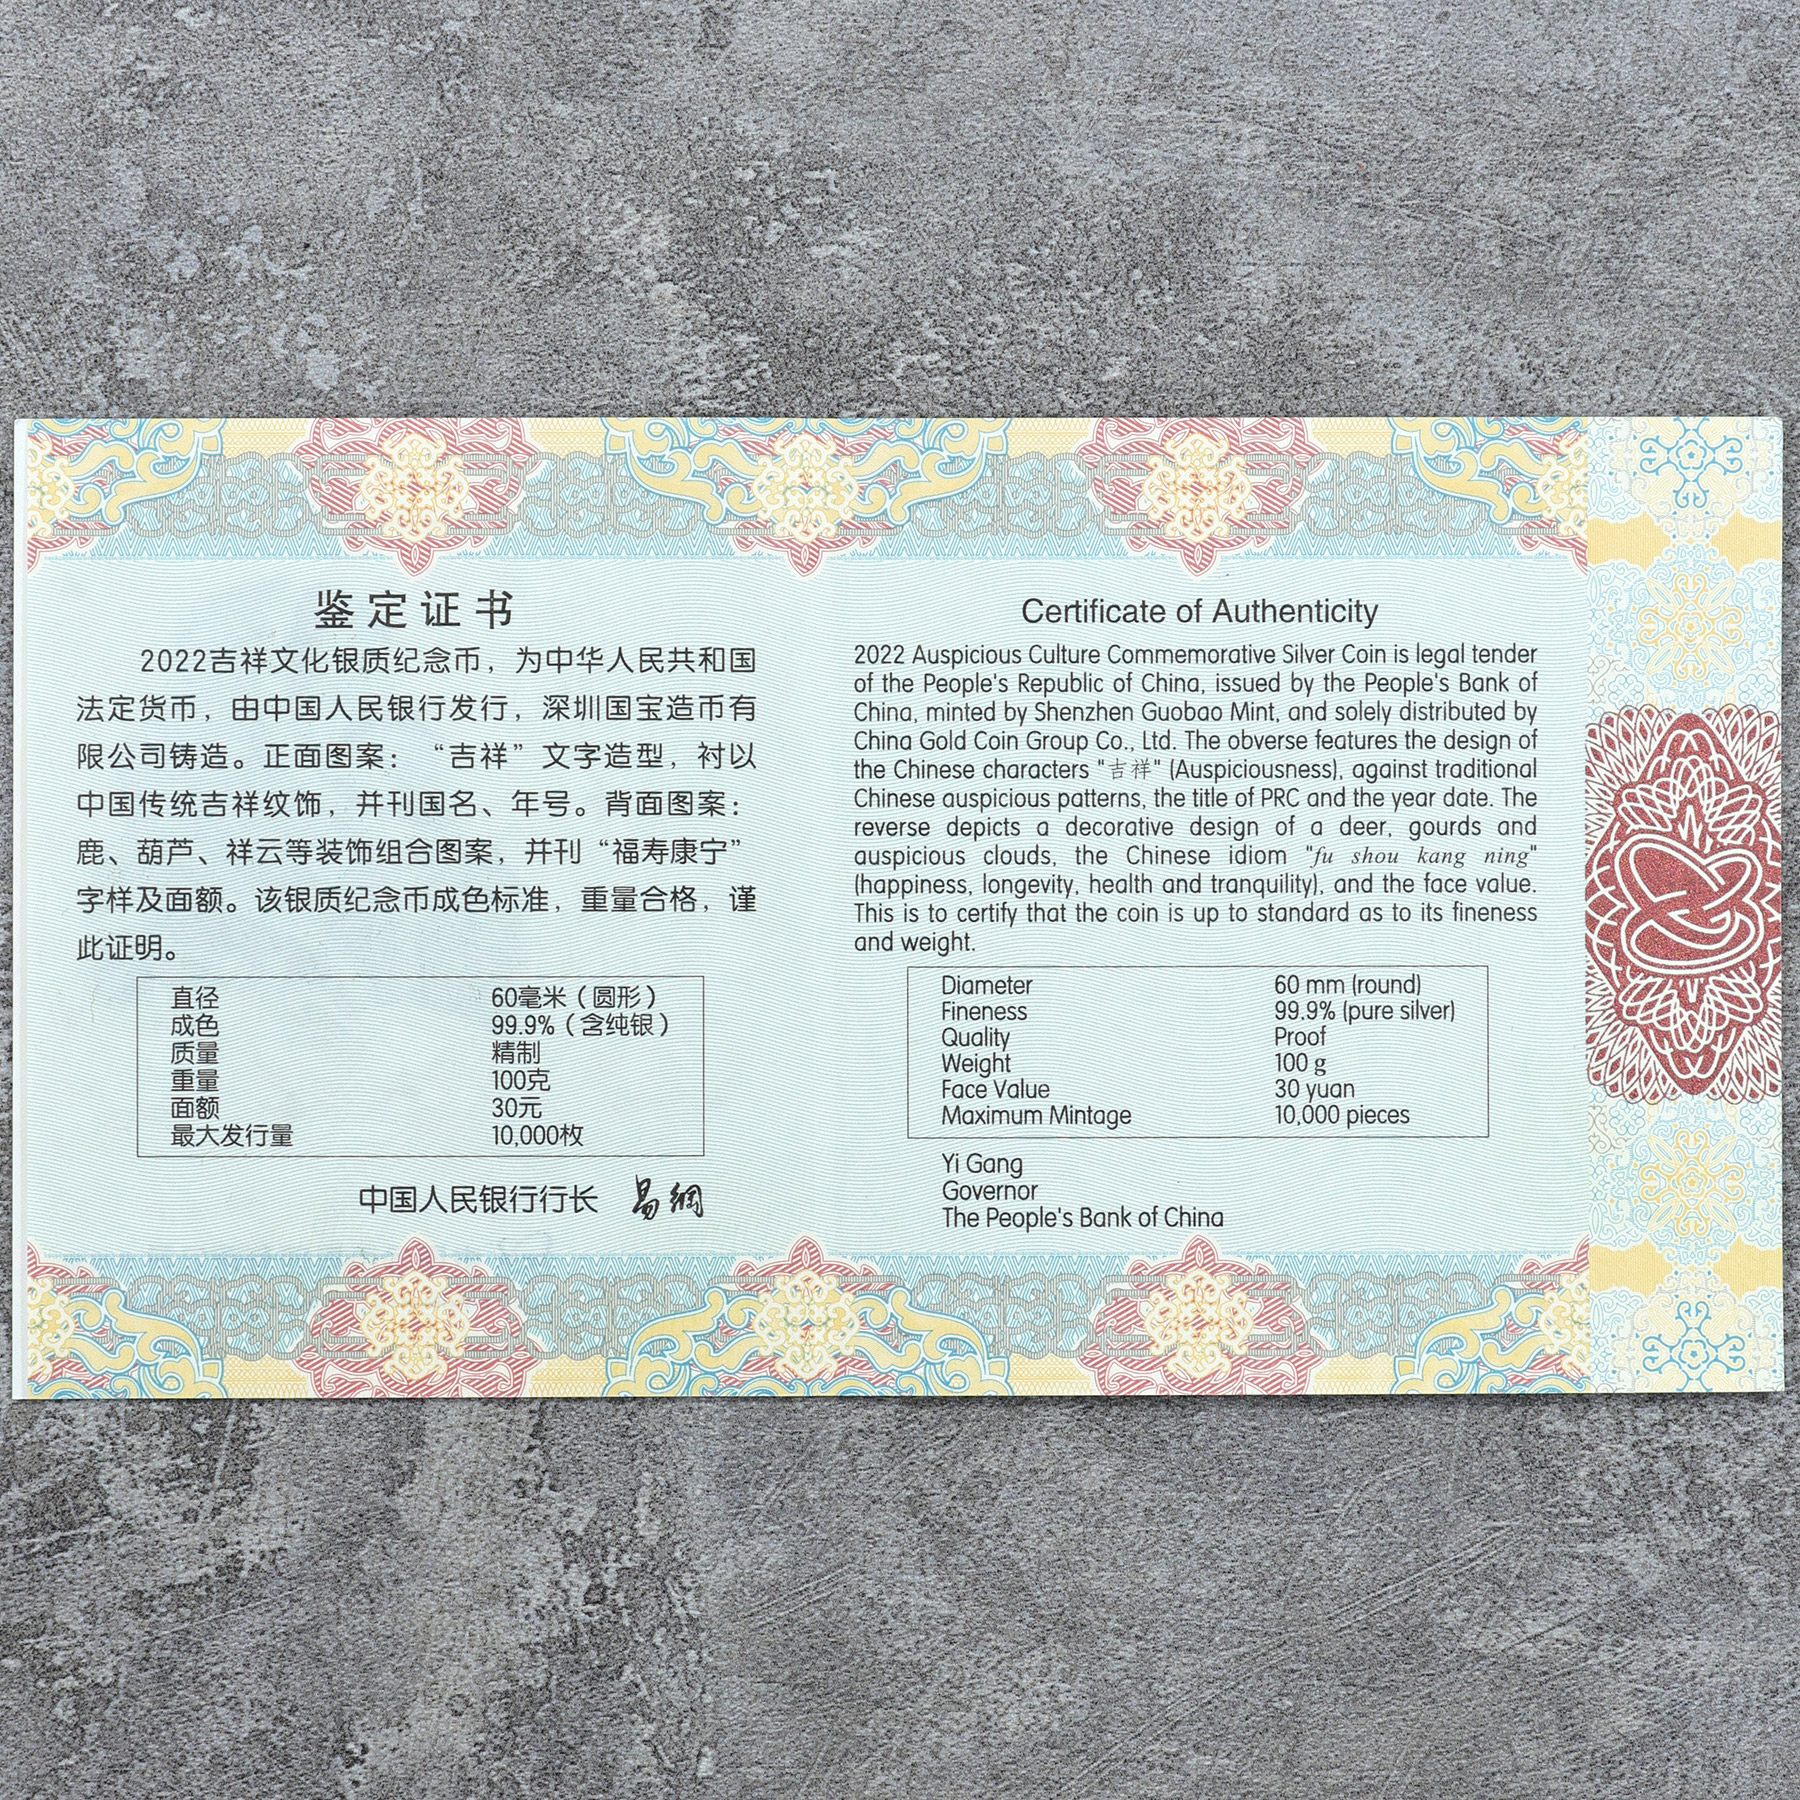 鉴定证书
2022吉祥文化银质纪念币，为中华人民共和国
法定货币，由中国人民银行发行，深圳国宝造币有
限公司铸造。正面图案：“吉祥”文字造型，衬以
中国传统吉祥纹饰，并刊国名、年号。背面图案：
鹿、葫芦、祥云等装饰组合图案，并刊“福寿康宁”
字样及面额。该银质纪念币成色标准，重量合格，谨
此证明。
直径 60毫米（圆形）
成色 99.9%（含纯银）
质量 精制
重量 100克
面额 30元
最大发行量 10,000枚
中国人民银行行长 易綱
Certificate of Authenticity
2022 Auspicious Culture Commemorative Silver Coin is legal tender
of the People's Republic of China, issued by the People's Bank of
China, minted by Shenzhen Guobao Mint, and solely distributed by
China Gold Coin Group Co., Ltd. The obverse features the design of
the Chinese characters "吉祥" (Auspiciousness), against traditional
Chinese auspicious patterns, the title of PRC and the year date. The
reverse depicts a decorative design of a deer, gourds and
auspicious clouds, the Chinese idiom "fu shou kang ning"
(happiness, longevity, health and tranquility), and the face value.
This is to certify that the coin is up to standard as to its fineness
and weight.
Diameter 60 mm (round)
Fineness 99.9% (pure silver)
Quality Proof
Weight 100 g
Face Value 30 yuan
Maximum Mintage 10,000 pieces
Yi Gang
Governor
The People's Bank of China